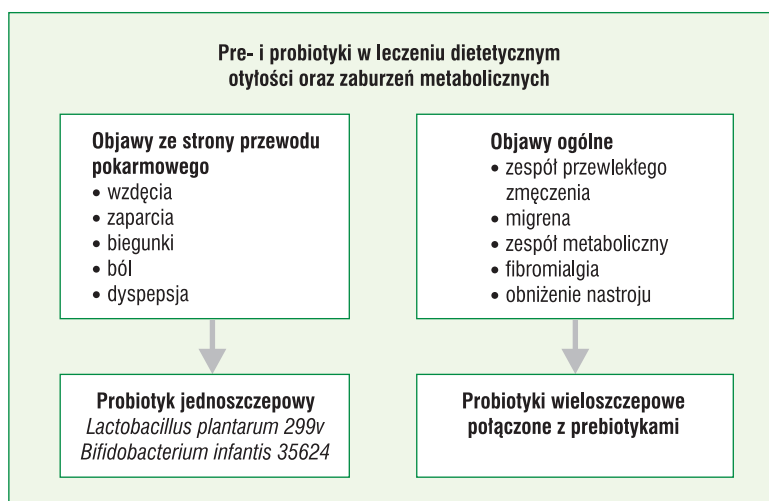 Pre- i probiotyki w leczeniu dietetycznym
otyłości oraz zaburzeń metabolicznych
Objawy ze strony przewodu
pokarmowego
• wzdęcia
• zaparcia
• biegunki
• ból
• dyspepsja
Objawy ogólne
• zespół przewlekłego
zmęczenia
• migrena
• zespół metaboliczny
• fibromialgia
• obniżenie nastroju
Probiotyk jednoszczepowy
Lactobacillus plantarum 299v
Bifidobacterium infantis 35624
Probiotyki wieloszczepowe
połączone z prebiotykami